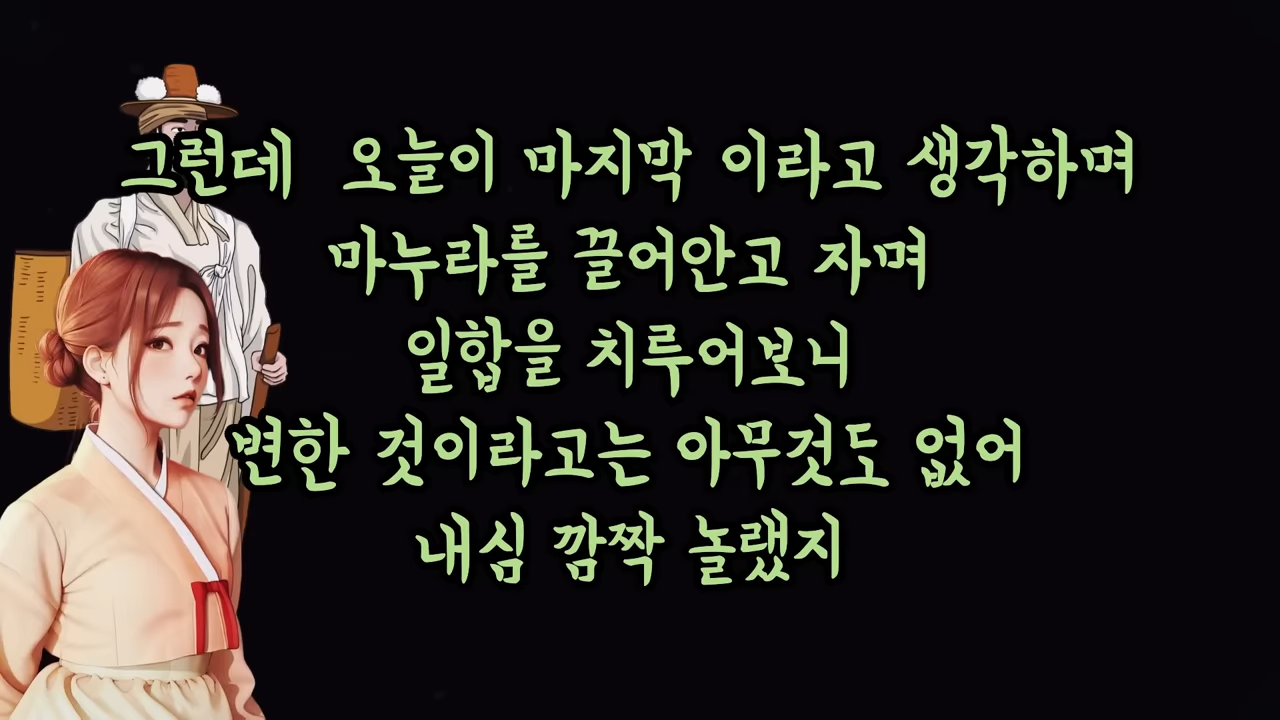 그런데  오늘이 마지막 이라고 생각하며
마누라를 끌어안고 자며
일합을 치루어보니
변한 것이라고는 아무것도 없어
내심 깜짝 놀랬지